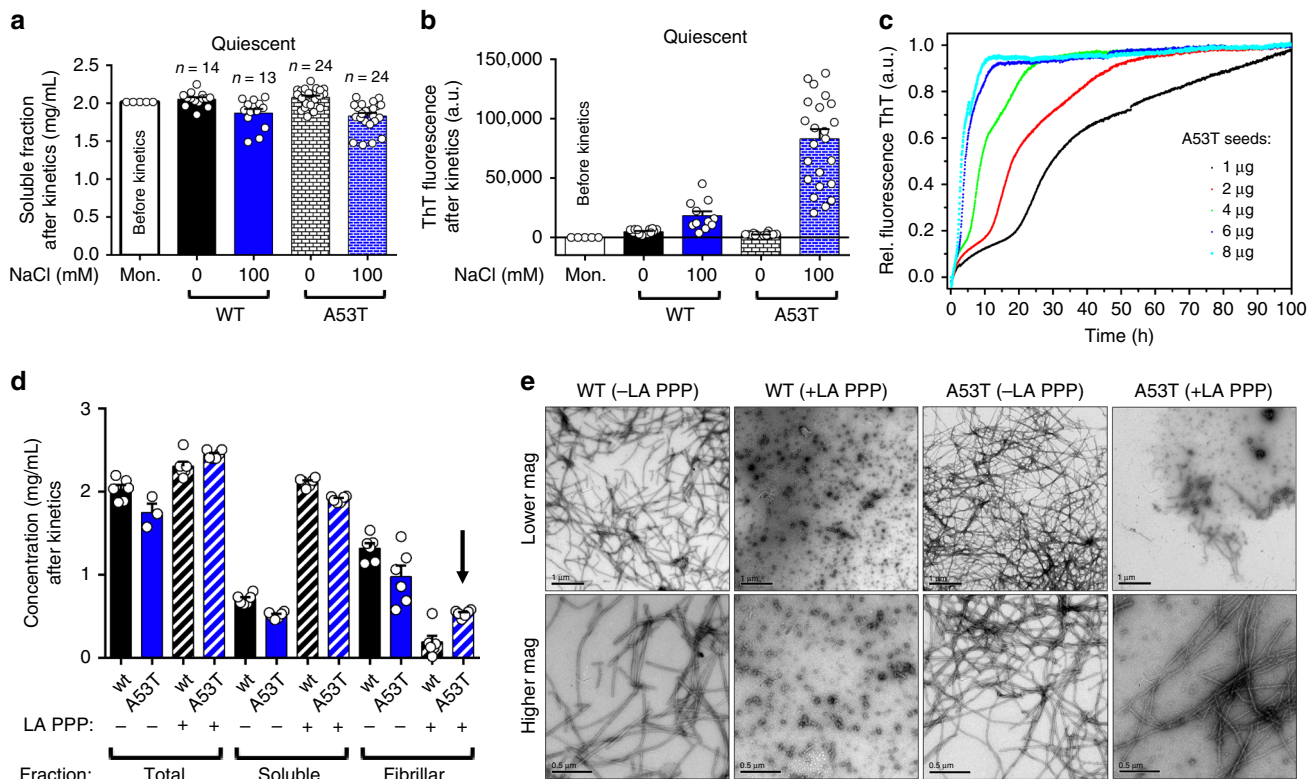 a
Quiescent
Soluble fraction
after kinetics (mg/mL)
2.5
2.0
1.5
1.0
2.0
2.5
0.0
n = 14
n = 13
n = 24
n = 24
Before kinetics
NaCl (mM)
Mon.
0
100
0
100
WT
A53T
b
Quiescent
ThT fluorescence
after kinetics (a.u.)
150,000
100,000
50,000
0
Before kinetics
NaCl (mM)
Mon.
0
100
0
100
WT
A53T
c
Rel. fluorescence ThT (a.u.)
1.0
0.8
0.6
0.4
0.2
0.0
A53T seeds:
1 µg
2 µg
4 µg
6 µg
8 µg
0 10 20 30 40 50 60 70 80 90 100
Time (h)
d
Concentration (mg/mL)
after kinetics
3
2
1
0
wt A53T wt A53T wt A53T wt A53T wt A53T wt A53T
LA PPP: – – + + – – + + – – + +
Fraction: Total Soluble Fibrillar
e
WT (–LA PPP) WT (+LA PPP) A53T (–LA PPP) A53T (+LA PPP)
Lower mag
1 µm 1 µm 1 µm 1 µm
Higher mag
0.5 µm 0.5 µm 0.5 µm 0.5 µm